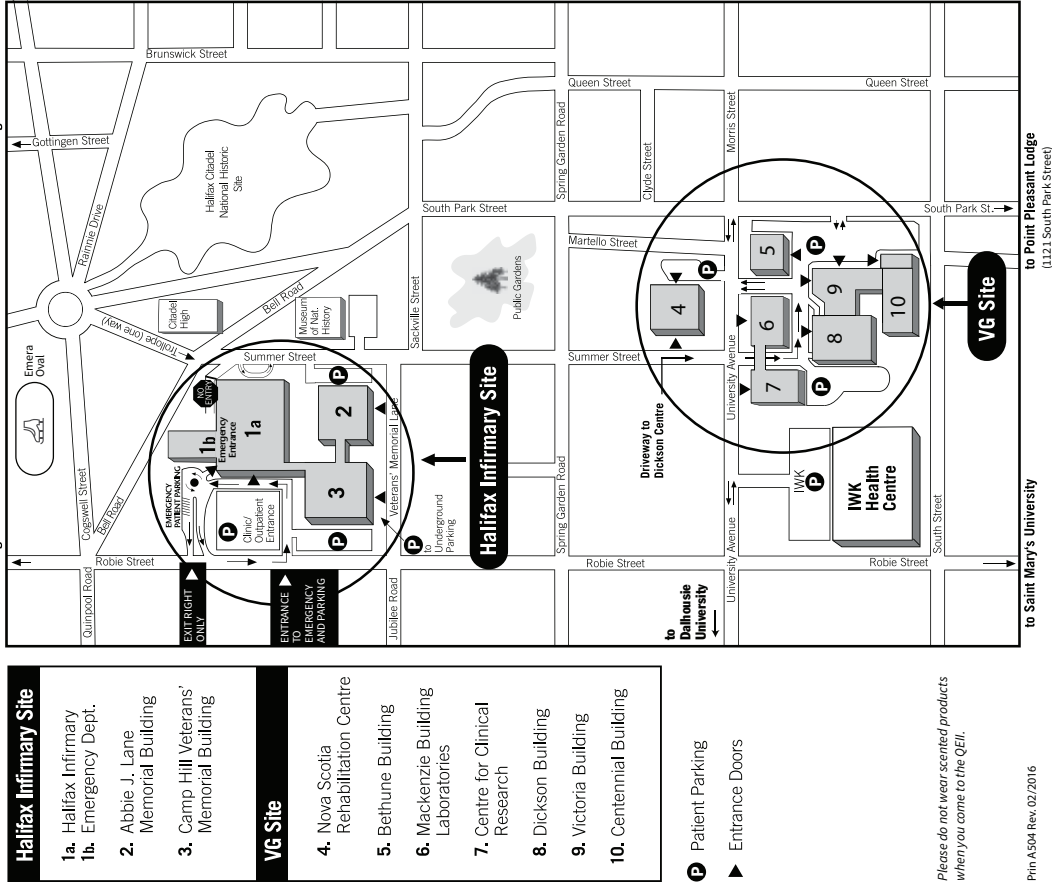 Halifax Infirmary Site
1a. Halifax Infirmary
1b. Emergency Dept.
2. Abbie J. Lane
Memorial Building
3. Camp Hill Veterans'
Memorial Building
VG Site
4. Nova Scotia
Rehabilitation Centre
5. Bethune Building
6. Mackenzie Building
Laboratories
7. Centre for Clinical
Research
8. Dickson Building
9. Victoria Building
10. Centennial Building
P Patient Parking
Entrance Doors
Please do not wear scented products
when you come to the QEII.
Prin A504 Rev. 02/2016
Quinpool Road
Cogswell Street
Robie Street
Bell Road
Emera
Oval
Gottingen Street
Rainnie Drive
Brunswick Street
Trollope (one way)
Citadel
High
Halifax Citadel
National Historic
Site
Bell Road
Museum
of Nat.
History
Summer Street
NO
ENTRY
EMERGENCY
PATIENT PARKING
1b
Emergency
Entrance
1a
P
Clinic/
Outpatient
Entrance
P
P
2
3
EXIT RIGHT
ONLY
ENTRANCE
TO
EMERGENCY
AND PARKING
Jubilee Road
Veterans' Memorial Lane
Sackville Street
P
to
Underground
Parking
Halifax Infirmary Site
South Park Street
Public Gardens
Spring Garden Road
Spring Garden Road
Queen Street
Martello Street
Summer Street
Robie Street
Clyde Street
Driveway to
Dickson Centre
to
Dalhousie
University
4
P
Morris Street
University Avenue
University Avenue
University Avenue
5
P
6
7
P
8
9
10
IWK
P
IWK
Health
Centre
Queen Street
South Park St.
Robie Street
South Street
VG Site
to Point Pleasant Lodge
(1121 South Park Street)
to Saint Mary's University